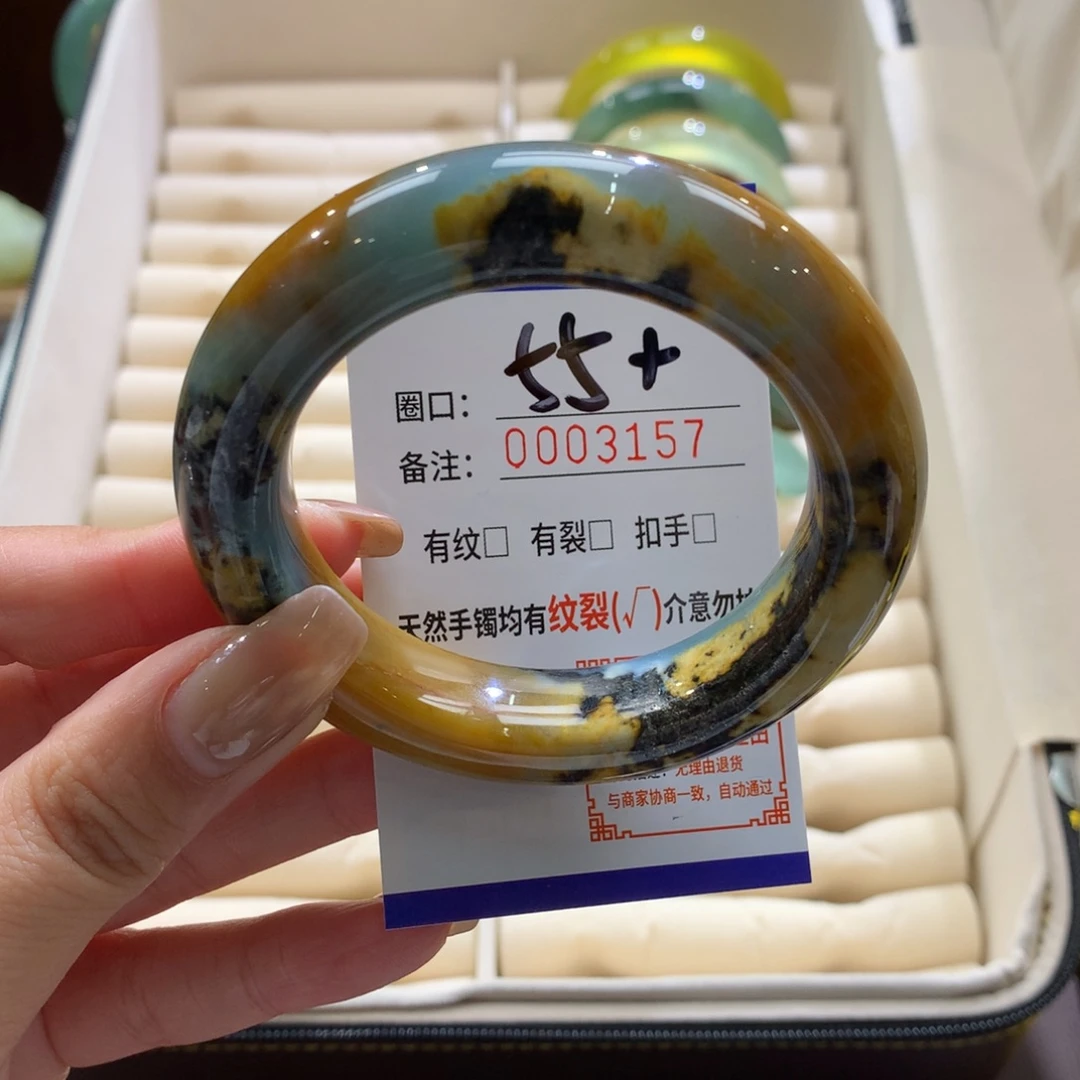 圈口： 55+
备注： 0003157
有纹□ 有裂□ 扣手□
天然手镯均有纹裂(√)介意勿
无理由退货
与商家协商一致，自动通过